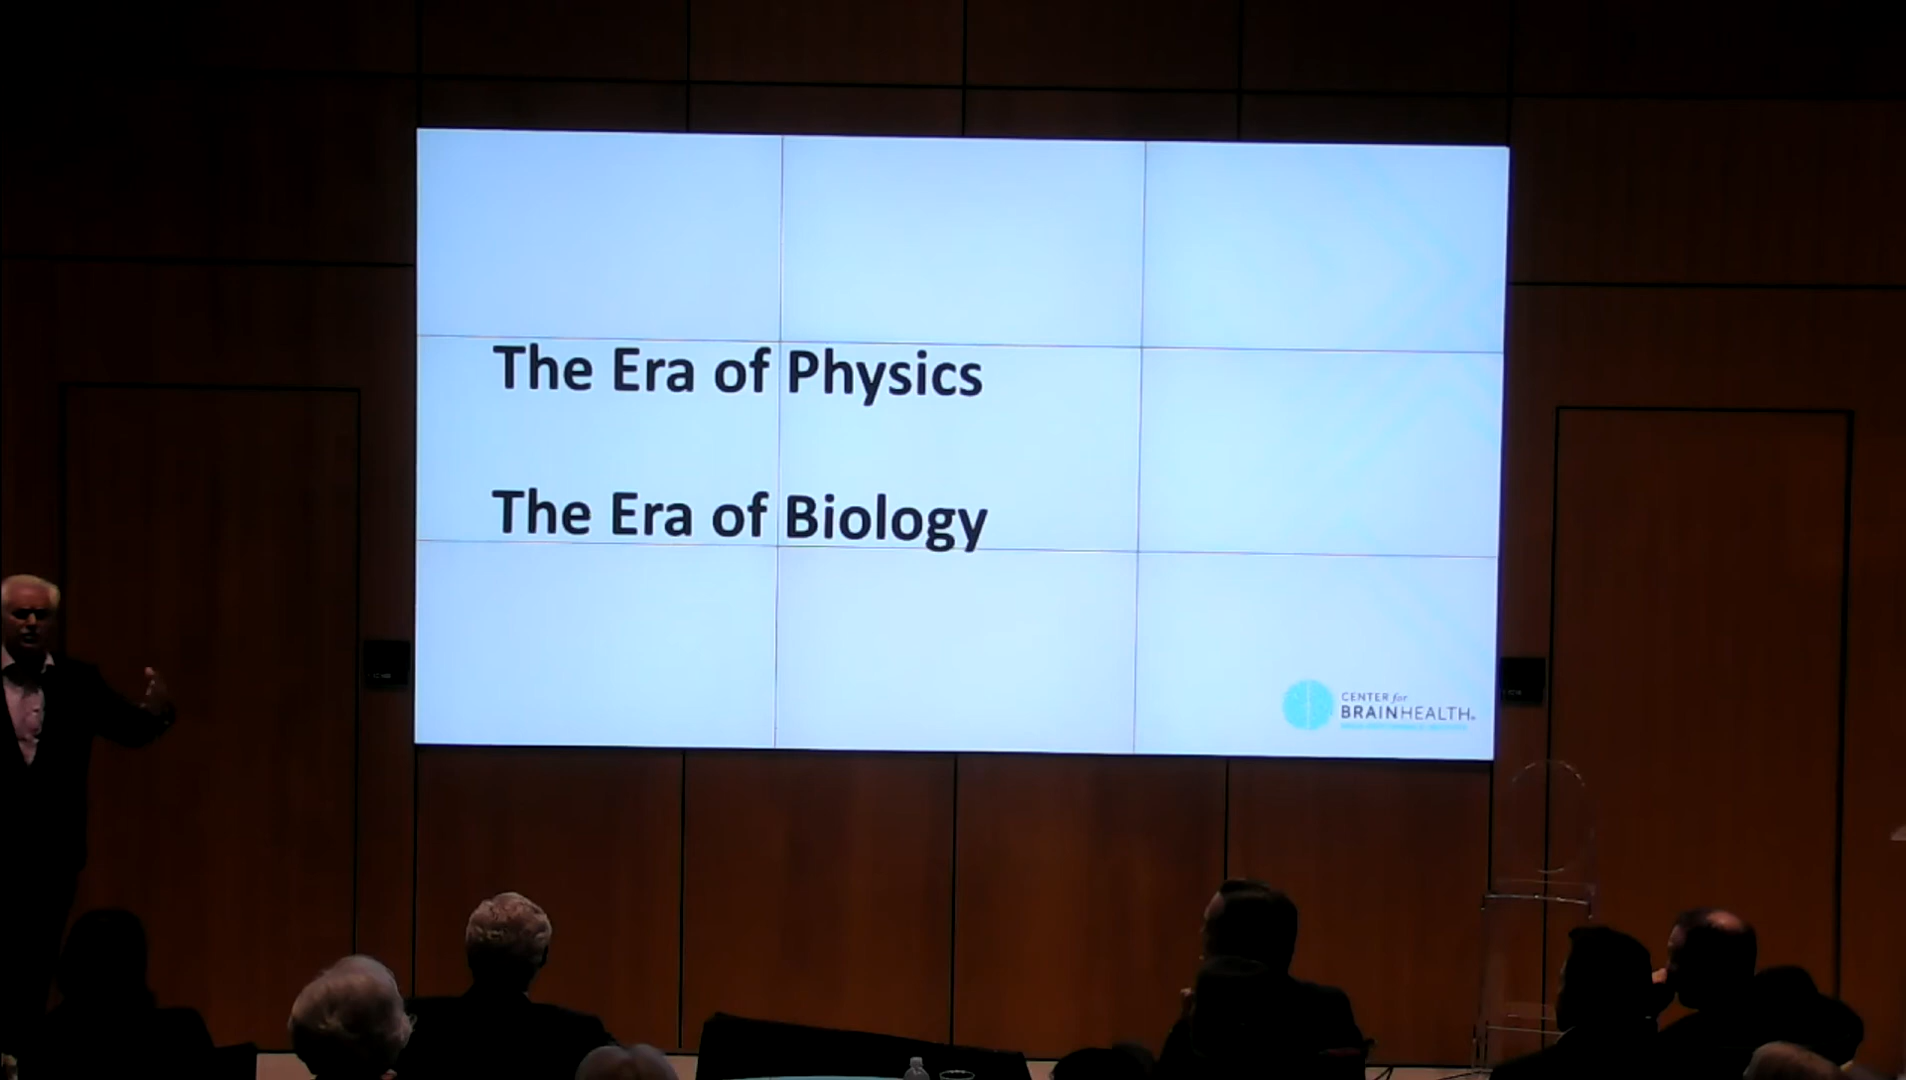 The Era of Physics
The Era of Biology
CENTER for
BRAINHEALTH